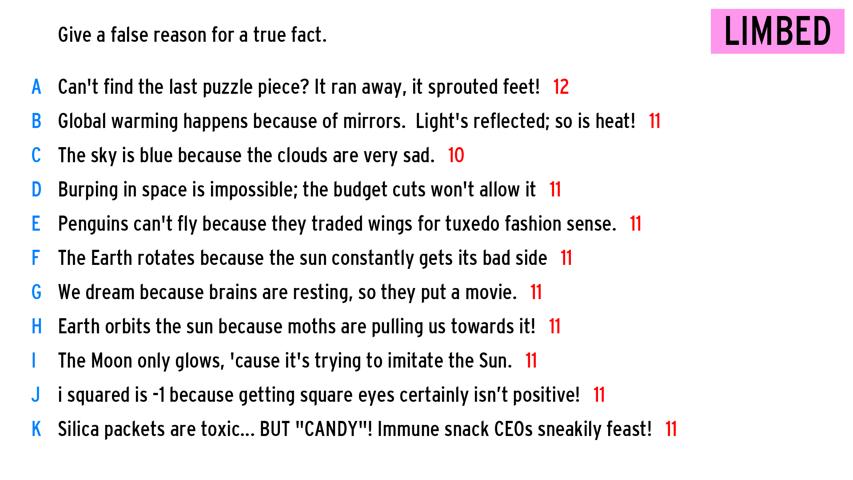 Give a false reason for a true fact.
LIMBED
A Can't find the last puzzle piece? It ran away, it sprouted feet! 12
B Global warming happens because of mirrors. Light's reflected; so is heat! 11
C The sky is blue because the clouds are very sad. 10
D Burping in space is impossible; the budget cuts won't allow it 11
E Penguins can't fly because they traded wings for tuxedo fashion sense. 11
F The Earth rotates because the sun constantly gets its bad side 11
G We dream because brains are resting, so they put a movie. 11
H Earth orbits the sun because moths are pulling us towards it! 11
I The Moon only glows, 'cause it's trying to imitate the Sun. 11
J i squared is -1 because getting square eyes certainly isn’t positive! 11
K Silica packets are toxic... BUT "CANDY"! Immune snack CEOs sneakily feast! 11